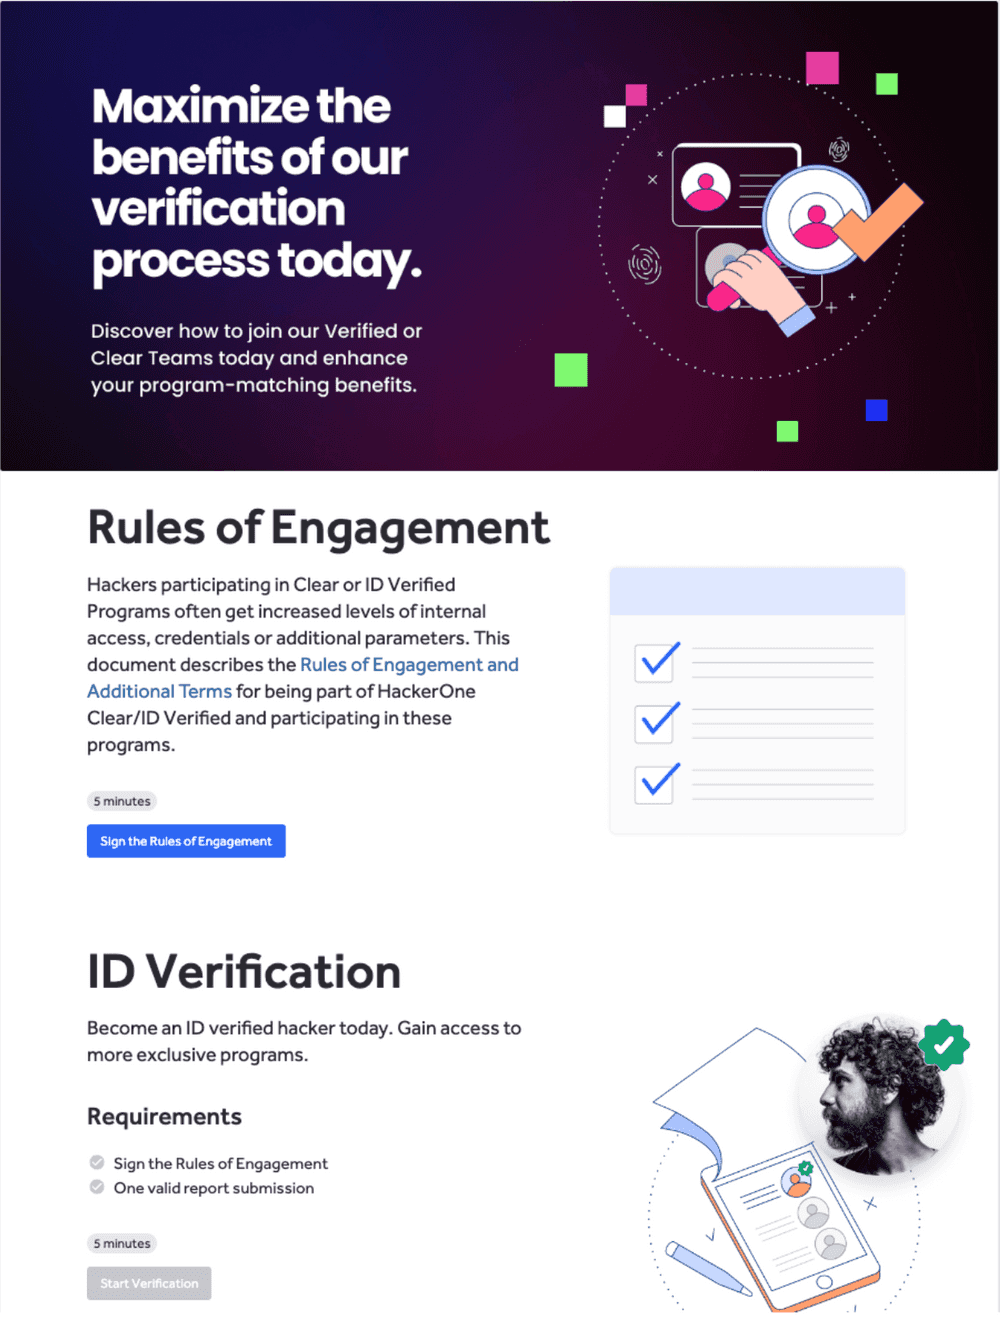 Maximize the
benefits of our
verification
process today.
Discover how to join our Verified or
Clear Teams today and enhance
your program-matching benefits.
Rules of Engagement
Hackers participating in Clear or ID Verified
Programs often get increased levels of internal
access, credentials or additional parameters. This
document describes the Rules of Engagement and
Additional Terms for being part of HackerOne
Clear/ID Verified and participating in these
programs.
5 minutes
Sign the Rules of Engagement
ID Verification
Become an ID verified hacker today. Gain access to
more exclusive programs.
Requirements
Sign the Rules of Engagement
One valid report submission
5 minutes
Start Verification